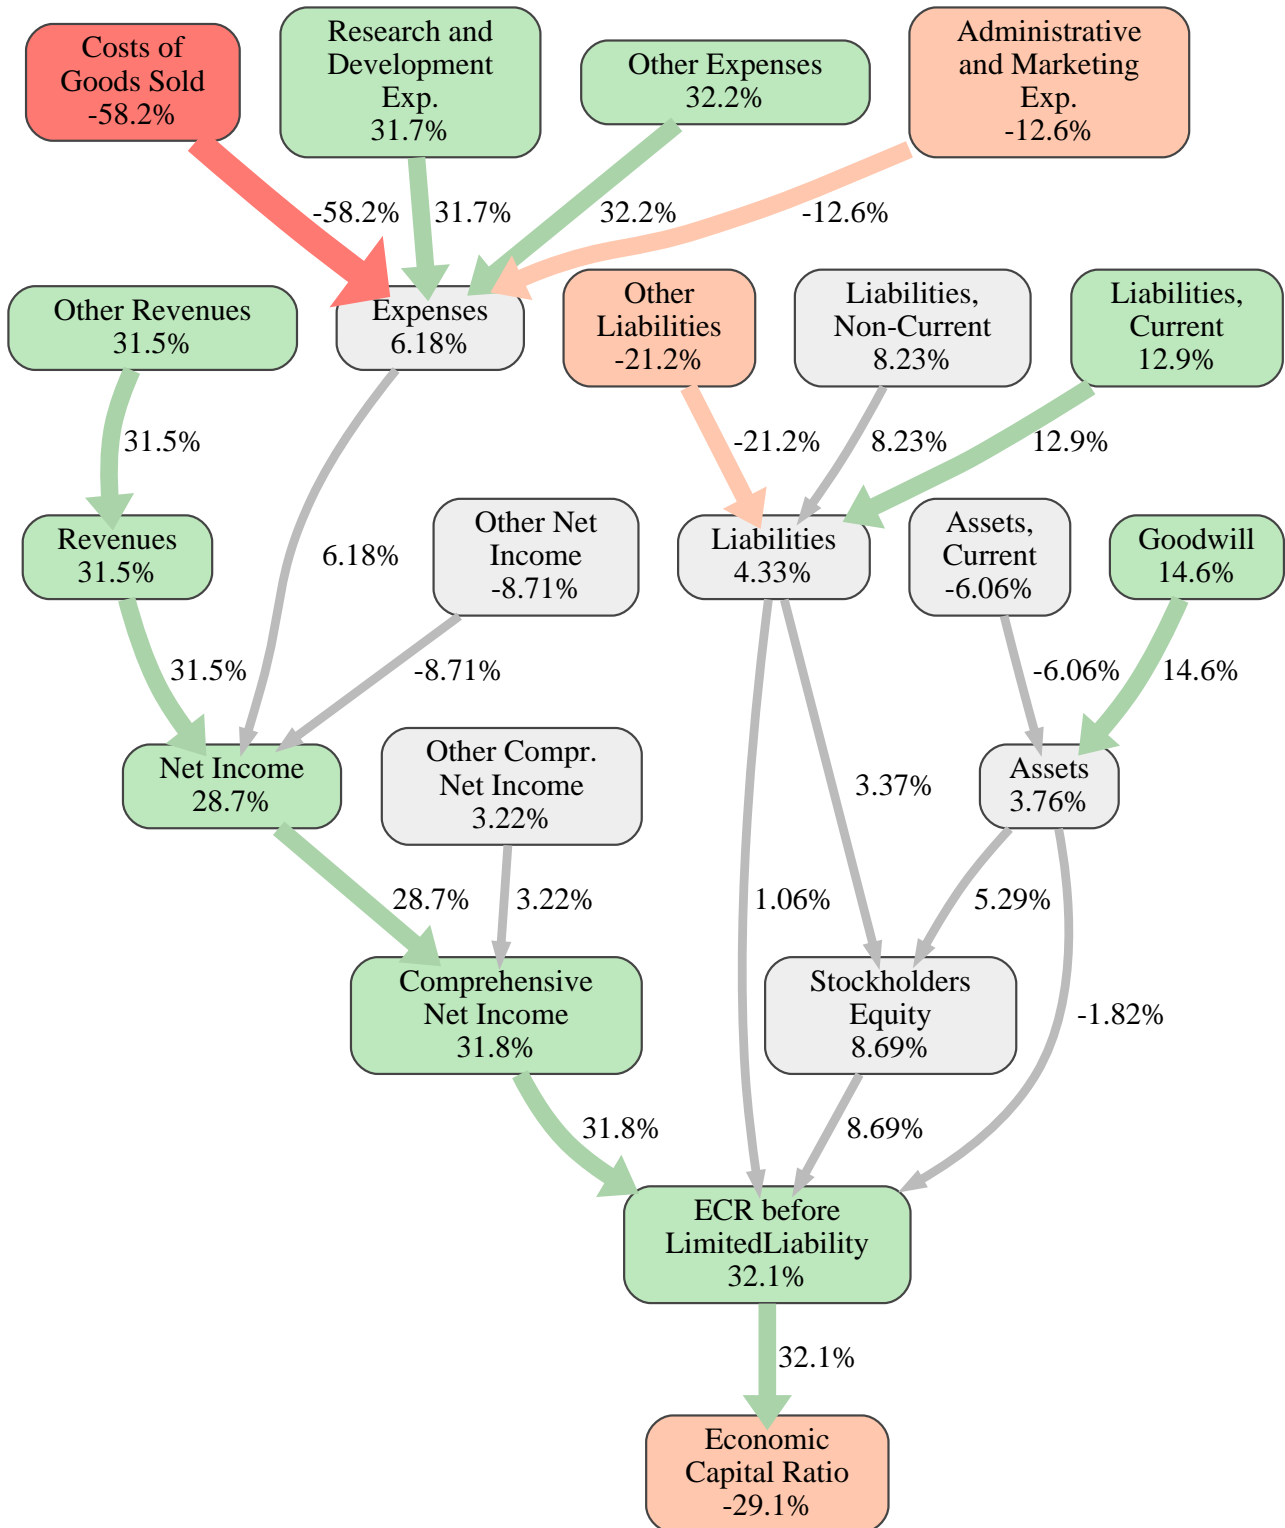 Costs of
Goods Sold
-58.2%
Research and
Development
Exp.
31.7%
Other Expenses
32.2%
Administrative
and Marketing
Exp.
-12.6%
-58.2%
31.7%
32.2%
-12.6%
Other Revenues
31.5%
Expenses
6.18%
Other
Liabilities
-21.2%
Liabilities,
Non-Current
8.23%
Liabilities,
Current
12.9%
31.5%
-21.2%
8.23%
12.9%
Revenues
31.5%
6.18%
Other Net
Income
-8.71%
Liabilities
4.33%
Assets,
Current
-6.06%
Goodwill
14.6%
31.5%
-8.71%
-6.06%
14.6%
Net Income
28.7%
Other Compr.
Net Income
3.22%
3.37%
Assets
3.76%
28.7%
3.22%
1.06%
5.29%
Comprehensive
Net Income
31.8%
Stockholders
Equity
8.69%
-1.82%
31.8%
8.69%
ECR before
LimitedLiability
32.1%
32.1%
Economic
Capital Ratio
-29.1%